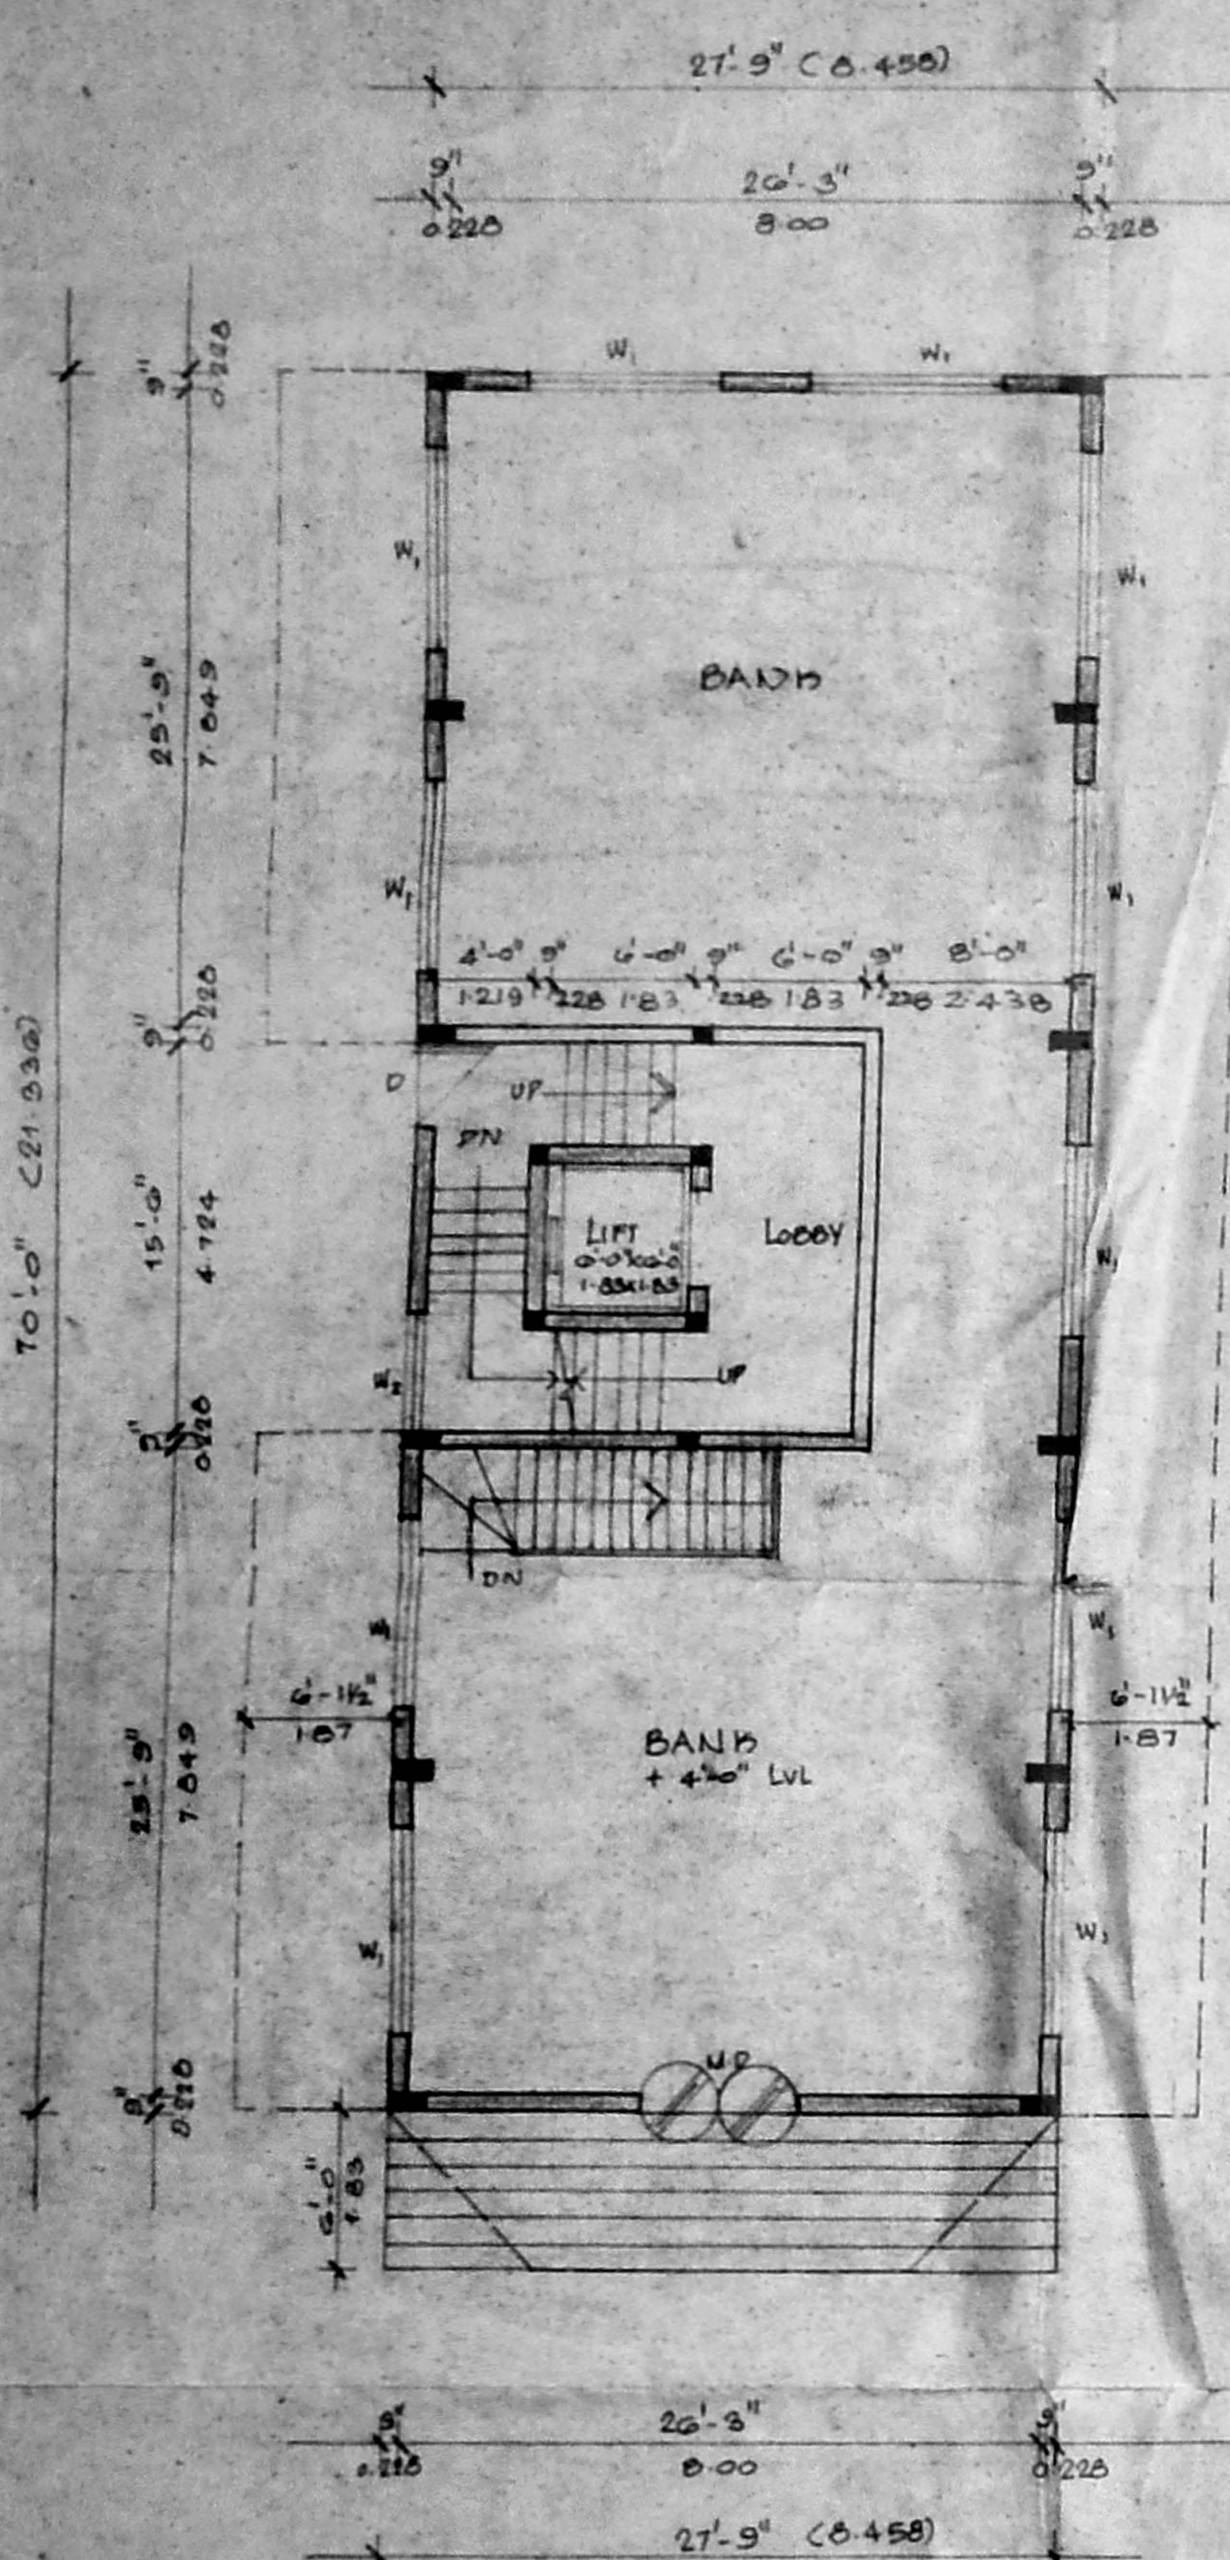 27'-9" (8.458)
9" 26'-3" 9"
0.228 8.00 0.228
W1 W1
9"
0.228
W1 W1
25'-9"
7.849
BANK
W1 W1
4'-0" 9" 6'-0" 9" 6'-0" 9" 8'-0"
1.219 .228 1.83 .228 1.83 .228 2.438
9"
0.228
D
UP
DN
70'-0" (21.336)
15'-6"
4.724
LIFT
6'-0"x6'-0"
1.83x1.83
LOBBY
W1
W2
UP
9"
0.228
DN
W1 W1
6'-1½" 6'-1½"
1.87 1.87
25'-9"
7.849
BANK
+ 4'-0" LVL
W1 W1
M.D
9"
0.228
6'-0"
1.83
9" 26'-3" 9"
0.228 8.00 0.228
27'-9" (8.458)